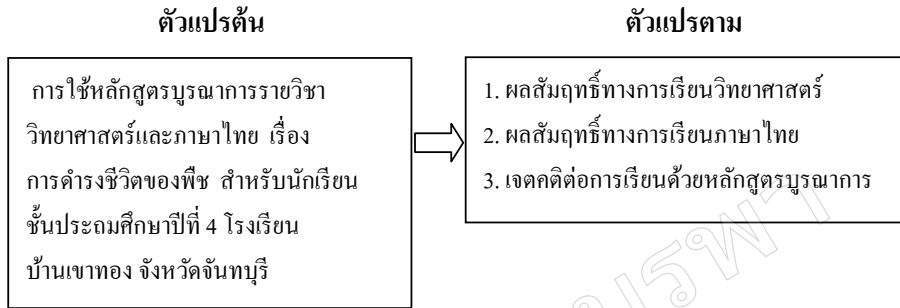 ตัวแปรต้น
ตัวแปรตาม
การใช้หลักสูตรบูรณาการรายวิชา
วิทยาศาสตร์และภาษาไทย เรื่อง
การดำรงชีวิตของพืช สำหรับนักเรียน
ชั้นประถมศึกษาปีที่ 4 โรงเรียน
บ้านเขาทอง จังหวัดจันทบุรี
1. ผลสัมฤทธิ์ทางการเรียนวิทยาศาสตร์
2. ผลสัมฤทธิ์ทางการเรียนภาษาไทย
3. เจตคติต่อการเรียนด้วยหลักสูตรบูรณาการ